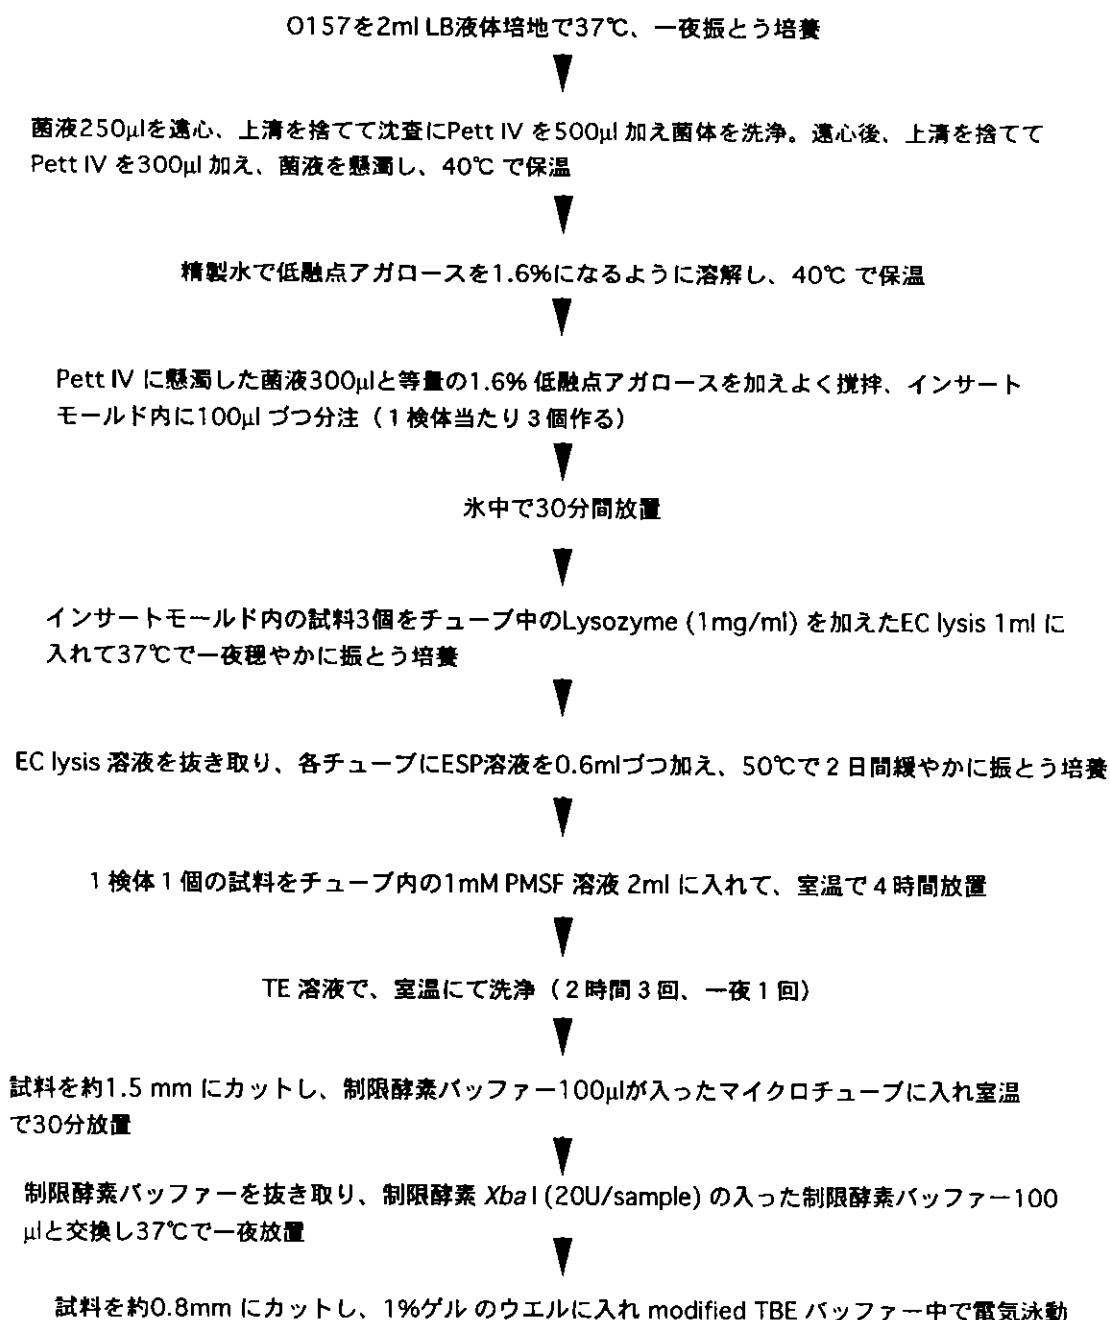 O157を2ml LB液体培地で37℃、一夜振とう培養
菌液250μlを遠心、上清を捨てて沈査にPett IV を500μl 加え菌体を洗浄。遠心後、上清を捨てて
Pett IV を300μl 加え、菌液を懸濁し、40℃ で保温
精製水で低融点アガロースを1.6%になるように溶解し、40℃ で保温
Pett IV に懸濁した菌液300μlと等量の1.6% 低融点アガロースを加えよく撹拌、インサート
モールド内に100μl づつ分注（1検体当たり3個作る）
氷中で30分間放置
インサートモールド内の試料3個をチューブ中のLysozyme (1mg/ml) を加えたEC lysis 1ml に
入れて37℃で一夜穏やかに振とう培養
EC lysis 溶液を抜き取り、各チューブにESP溶液を0.6mlづつ加え、50℃で2日間緩やかに振とう培養
1検体1個の試料をチューブ内の1mM PMSF 溶液 2ml に入れて、室温で4時間放置
TE 溶液で、室温にて洗浄（2時間3回、一夜1回）
試料を約1.5 mm にカットし、制限酵素バッファー100μlが入ったマイクロチューブに入れ室温
で30分放置
制限酵素バッファーを抜き取り、制限酵素 Xba I (20U/sample) の入った制限酵素バッファー100
μlと交換し37℃で一夜放置
試料を約0.8mm にカットし、1%ゲル のウエルに入れ modified TBE バッファー中で電気泳動